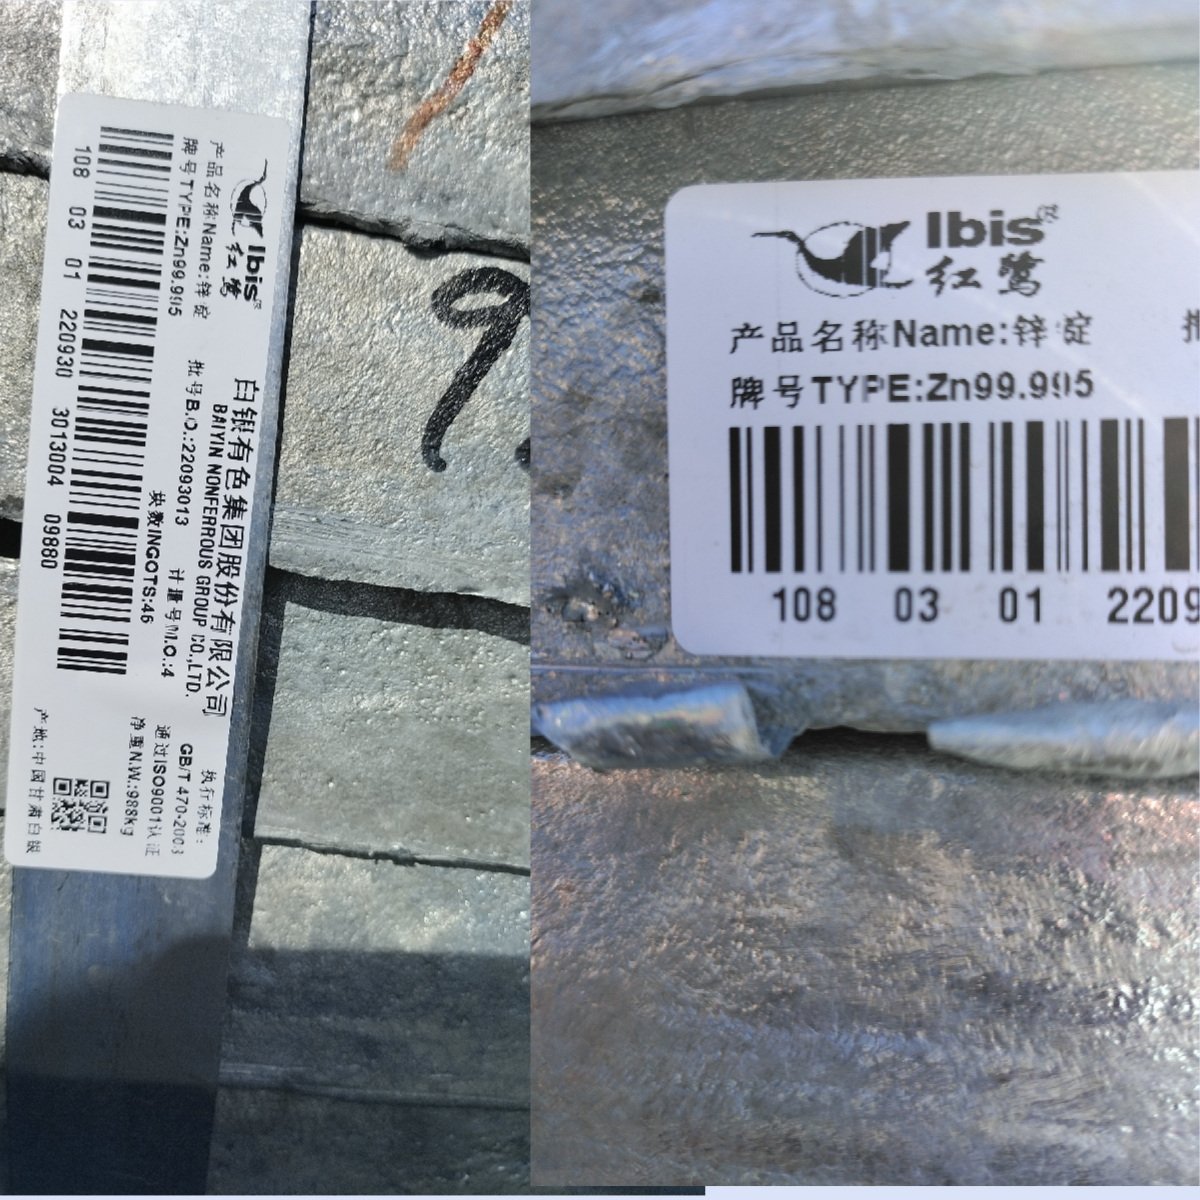 Ibis
红鹭
产品名称Name:锌锭
牌号TYPE:Zn99.995
白银有色集团股份有限公司
BAIYIN NONFERROUS GROUP CO.,LTD.
批号B.O.:22093013 计量号M.O.:4
块数INGOTS:46
执行标准:
GB/T 470-2008
通过ISO9001认证
净重N.W.:988kg
108 03 01 220930 3013004 09880
产地:中国甘肃白银
9
Ibis
红鹭
产品名称Name:锌锭
牌号TYPE:Zn99.995
108 03 01 2209